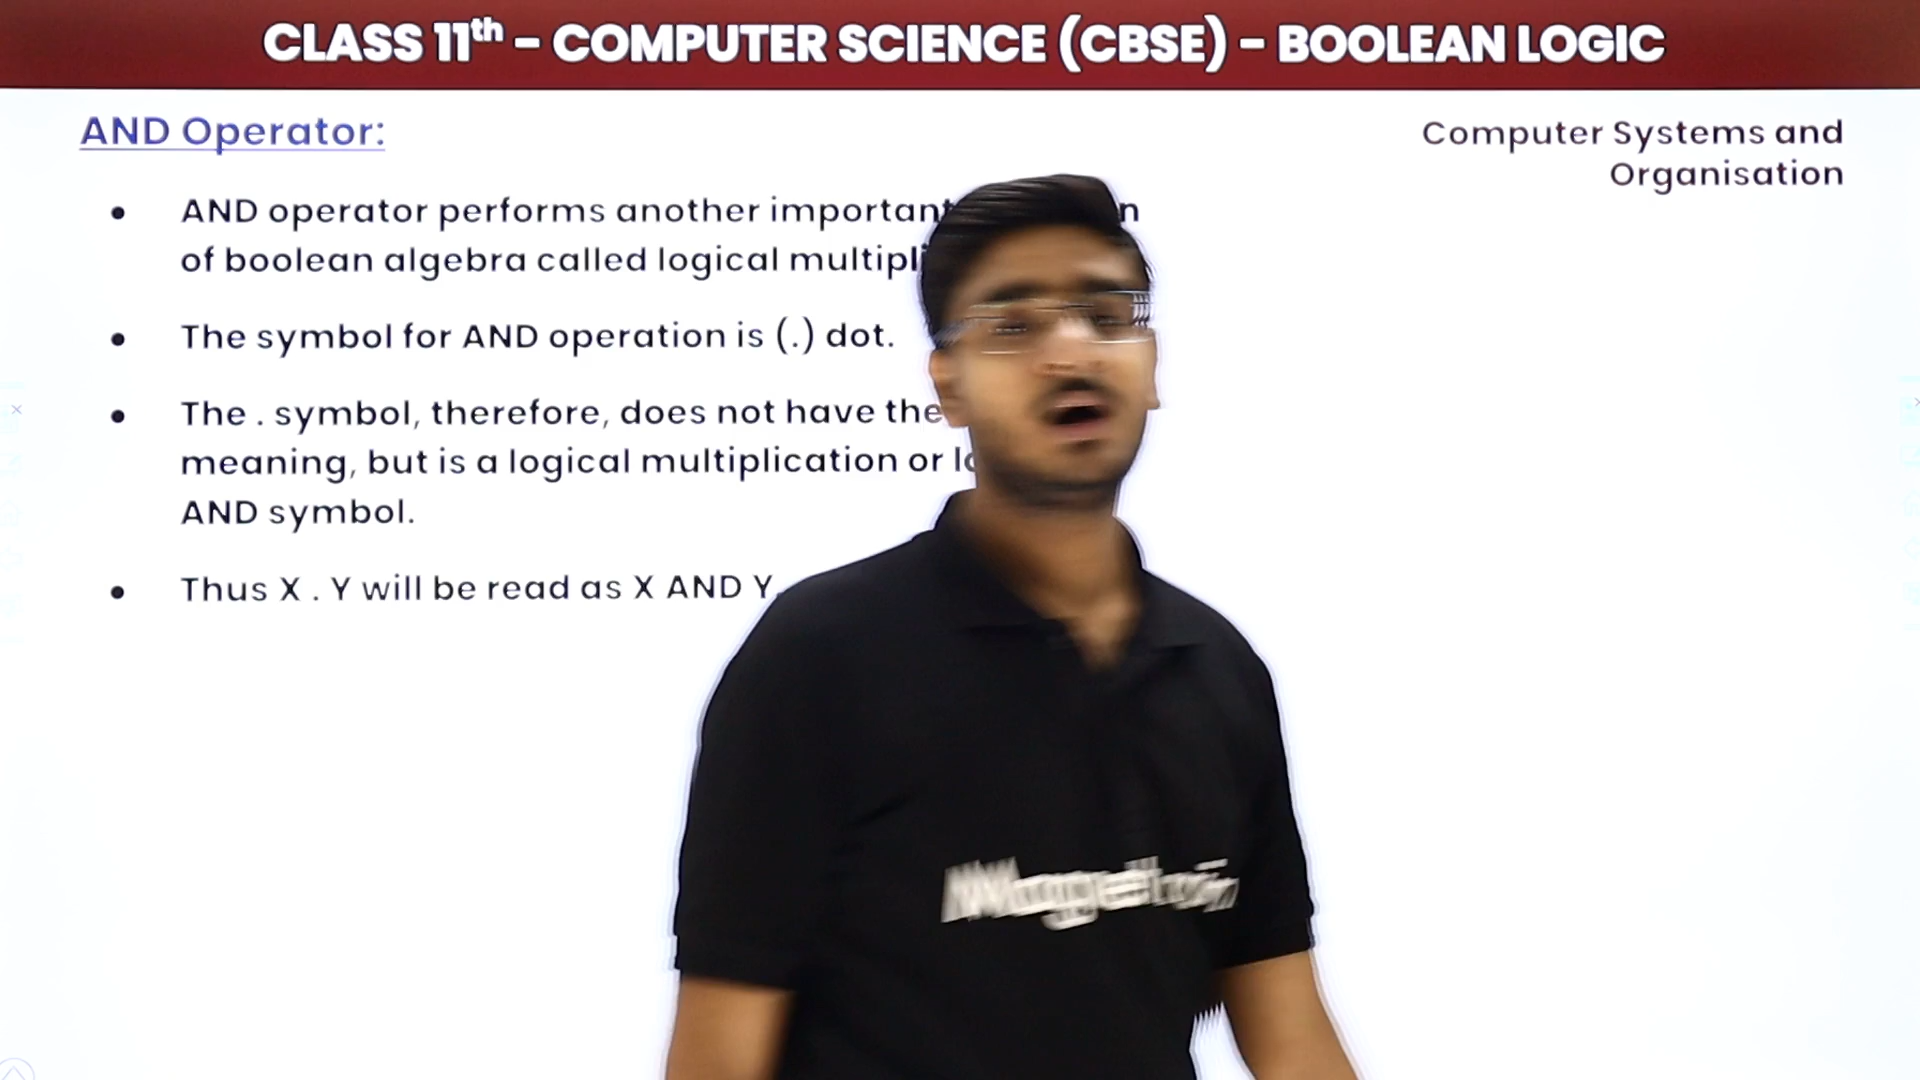 CLASS 11th - COMPUTER SCIENCE (CBSE) - BOOLEAN LOGIC
AND Operator:
Computer Systems and
Organisation
• AND operator performs another important
of boolean algebra called logical
• The symbol for AND operation is (.) dot.
• The . symbol, therefore, does not have the
meaning, but is a logical multiplication or
AND symbol.
• Thus X . Y will be read as X AND Y.